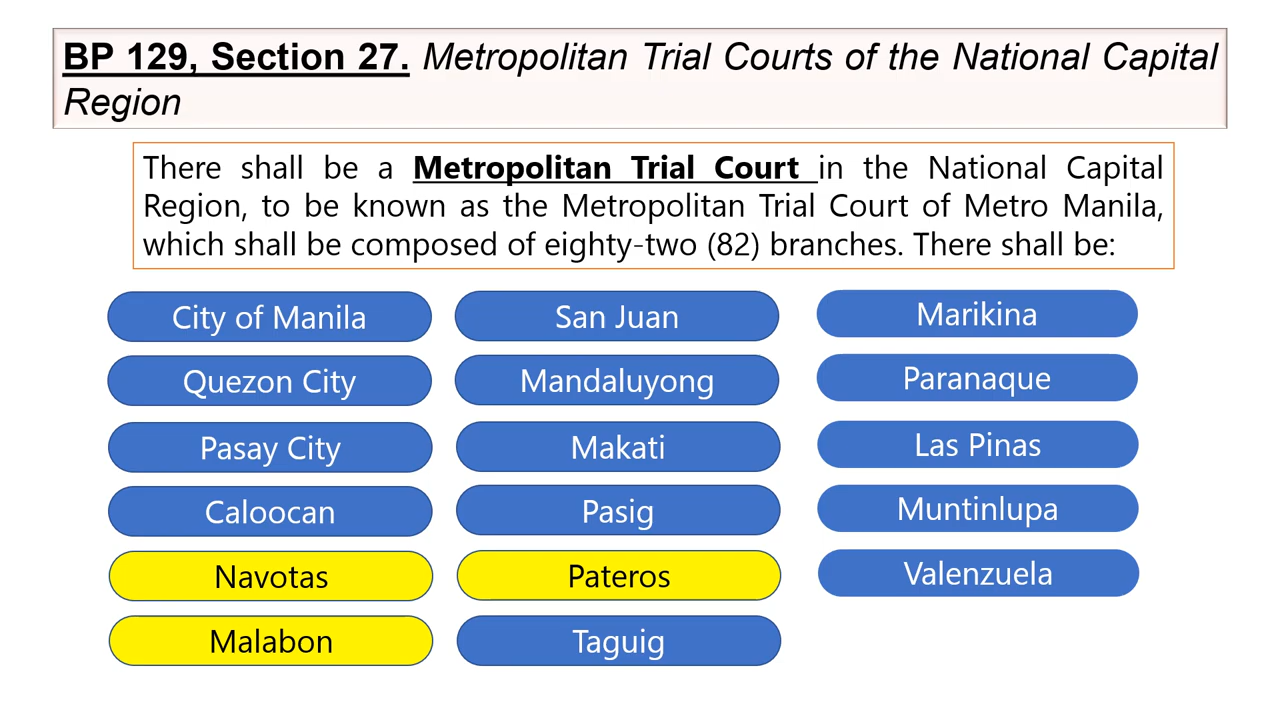 BP 129, Section 27. Metropolitan Trial Courts of the National Capital
Region
There shall be a Metropolitan Trial Court in the National Capital
Region, to be known as the Metropolitan Trial Court of Metro Manila,
which shall be composed of eighty-two (82) branches. There shall be:
City of Manila
Quezon City
Pasay City
Caloocan
Navotas
Malabon
San Juan
Mandaluyong
Makati
Pasig
Pateros
Taguig
Marikina
Paranaque
Las Pinas
Muntinlupa
Valenzuela